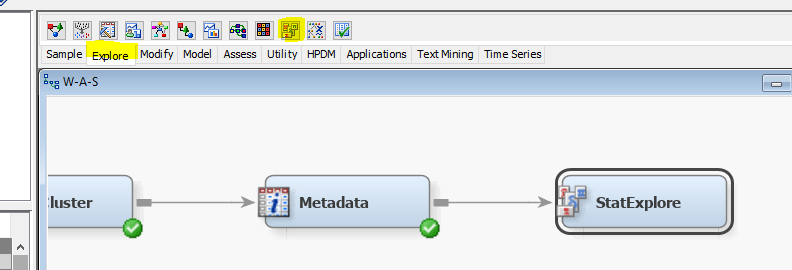 Sample Explore Modify Model Assess Utility HPDM Applications Text Mining Time Series
W-A-S
luster Metadata StatExplore